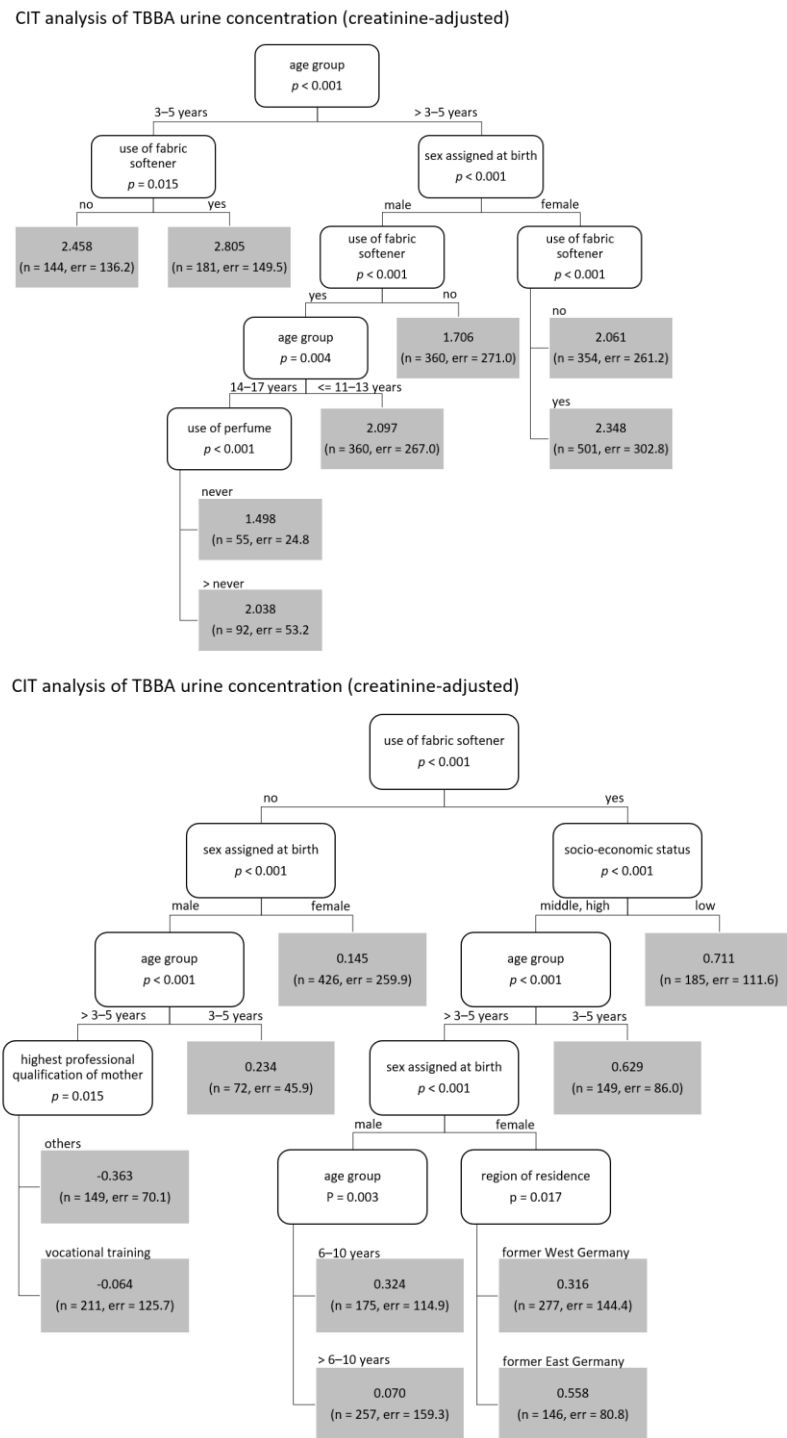 CIT analysis of TBBA urine concentration (creatinine-adjusted)
age group
p < 0.001
3–5 years
> 3–5 years
use of fabric
softener
p = 0.015
sex assigned at birth
p < 0.001
no
yes
male
female
2.458
(n = 144, err = 136.2)
2.805
(n = 181, err = 149.5)
use of fabric
softener
p < 0.001
use of fabric
softener
p < 0.001
yes
no
no
age group
p = 0.004
1.706
(n = 360, err = 271.0)
2.061
(n = 354, err = 261.2)
14–17 years
<= 11–13 years
yes
use of perfume
p < 0.001
2.097
(n = 360, err = 267.0)
2.348
(n = 501, err = 302.8)
never
1.498
(n = 55, err = 24.8
> never
2.038
(n = 92, err = 53.2
CIT analysis of TBBA urine concentration (creatinine-adjusted)
use of fabric softener
p < 0.001
no
yes
sex assigned at birth
p < 0.001
socio-economic status
p < 0.001
male
female
middle, high
low
age group
p < 0.001
0.145
(n = 426, err = 259.9)
age group
p < 0.001
0.711
(n = 185, err = 111.6)
> 3–5 years
3–5 years
> 3–5 years
3–5 years
highest professional
qualification of mother
p = 0.015
0.234
(n = 72, err = 45.9)
sex assigned at birth
p < 0.001
0.629
(n = 149, err = 86.0)
male
female
others
-0.363
(n = 149, err = 70.1)
age group
P = 0.003
region of residence
p = 0.017
vocational training
-0.064
(n = 211, err = 125.7)
6–10 years
0.324
(n = 175, err = 114.9)
former West Germany
0.316
(n = 277, err = 144.4)
> 6–10 years
0.070
(n = 257, err = 159.3)
former East Germany
0.558
(n = 146, err = 80.8)